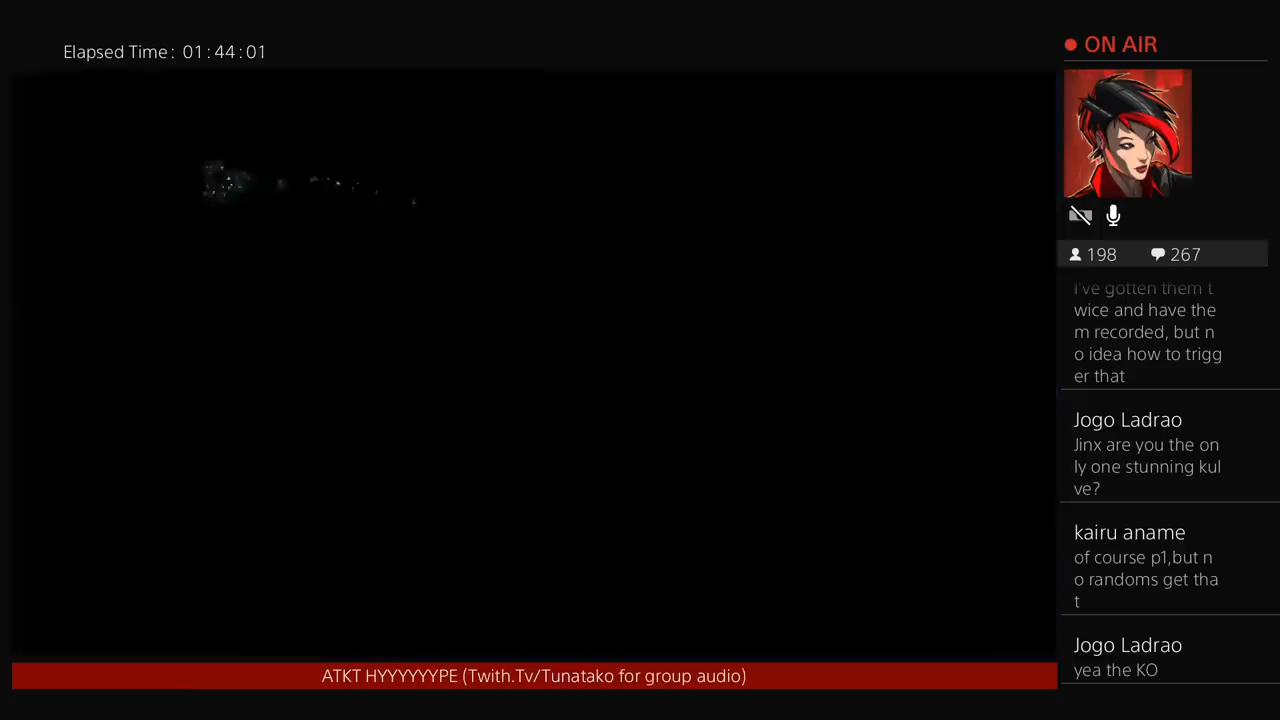 Elapsed Time: 01:44:01
ON AIR
198 267
I've gotten them t
wice and have the
m recorded, but n
o idea how to trigg
er that
Jogo Ladrao
Jinx are you the on
ly one stunning kul
ve?
kairu aname
of course p1,but n
o randoms get tha
t
Jogo Ladrao
yea the KO
ATKT HYYYYYYPE (Twith.Tv/Tunatako for group audio)